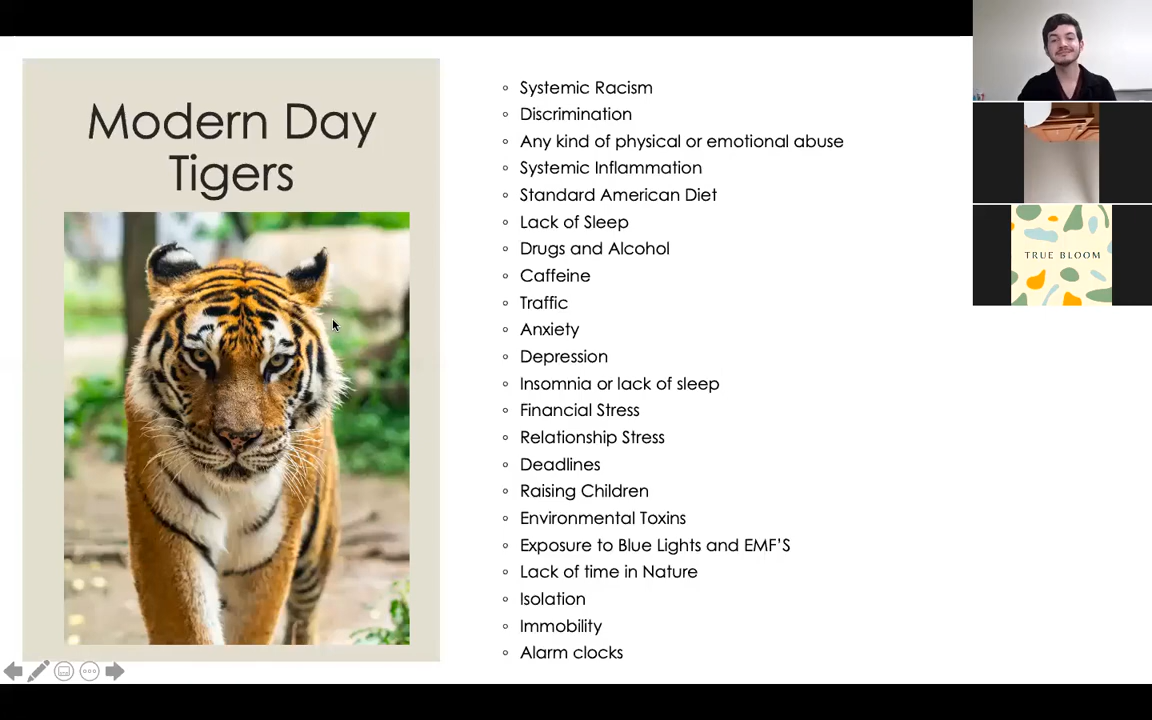 Modern Day
Tigers
Systemic Racism
Discrimination
Any kind of physical or emotional abuse
Systemic Inflammation
Standard American Diet
Lack of Sleep
Drugs and Alcohol
Caffeine
Traffic
Anxiety
Depression
Insomnia or lack of sleep
Financial Stress
Relationship Stress
Deadlines
Raising Children
Environmental Toxins
Exposure to Blue Lights and EMF'S
Lack of time in Nature
Isolation
Immobility
Alarm clocks
TRUE BLOOM